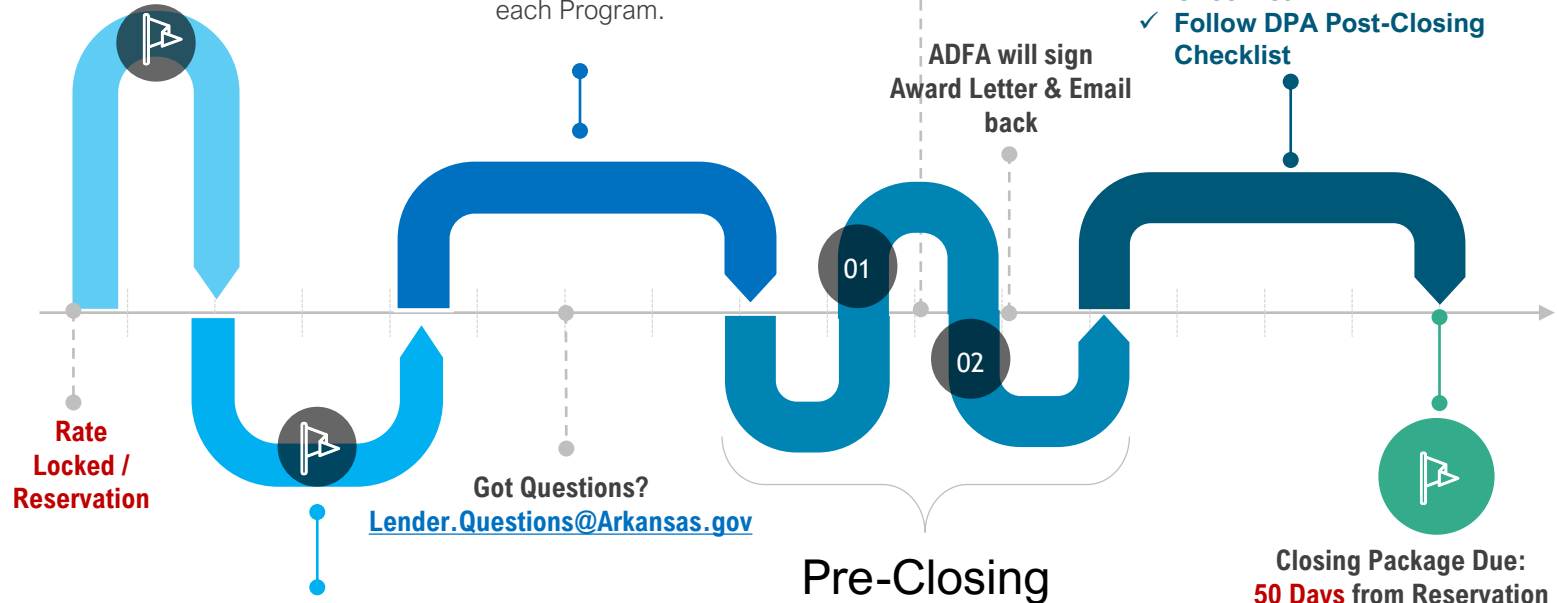 each Program.
✓ Follow DPA Post-Closing
Checklist
ADFA will sign
Award Letter & Email
back
01
02
Rate
Locked /
Reservation
Got Questions?
Lender.Questions@Arkansas.gov
Pre-Closing
Closing Package Due:
50 Days from Reservation